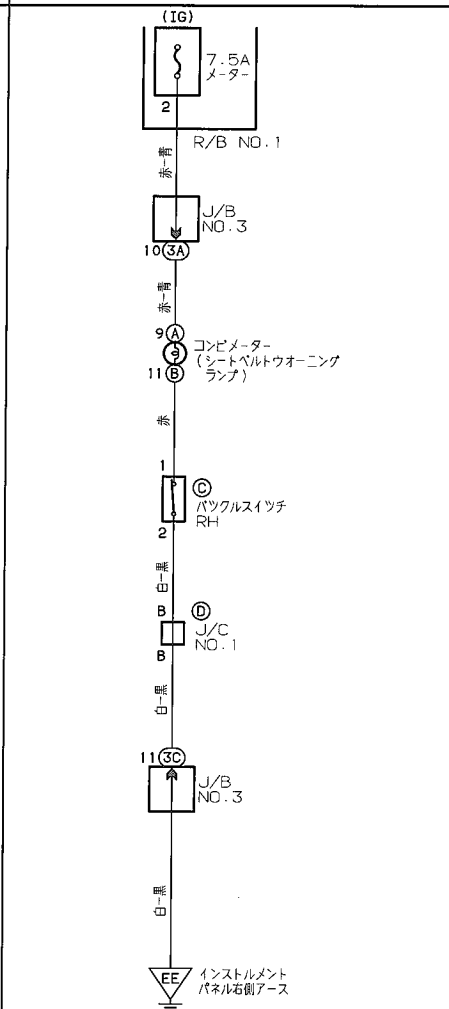 (IG)
7.5A
メーター
2
R/B NO.1
赤-青
J/B
NO.3
10 3A
赤-青
9 A
コンビメーター
(シートベルトウオーニング
ランプ)
11 B
赤
1
C
バツクルスイツチ
RH
2
白-黒
B D
J/C
NO.1
B
白-黒
11 3C
J/B
NO.3
白-黒
EE
インストルメント
パネル右側アース